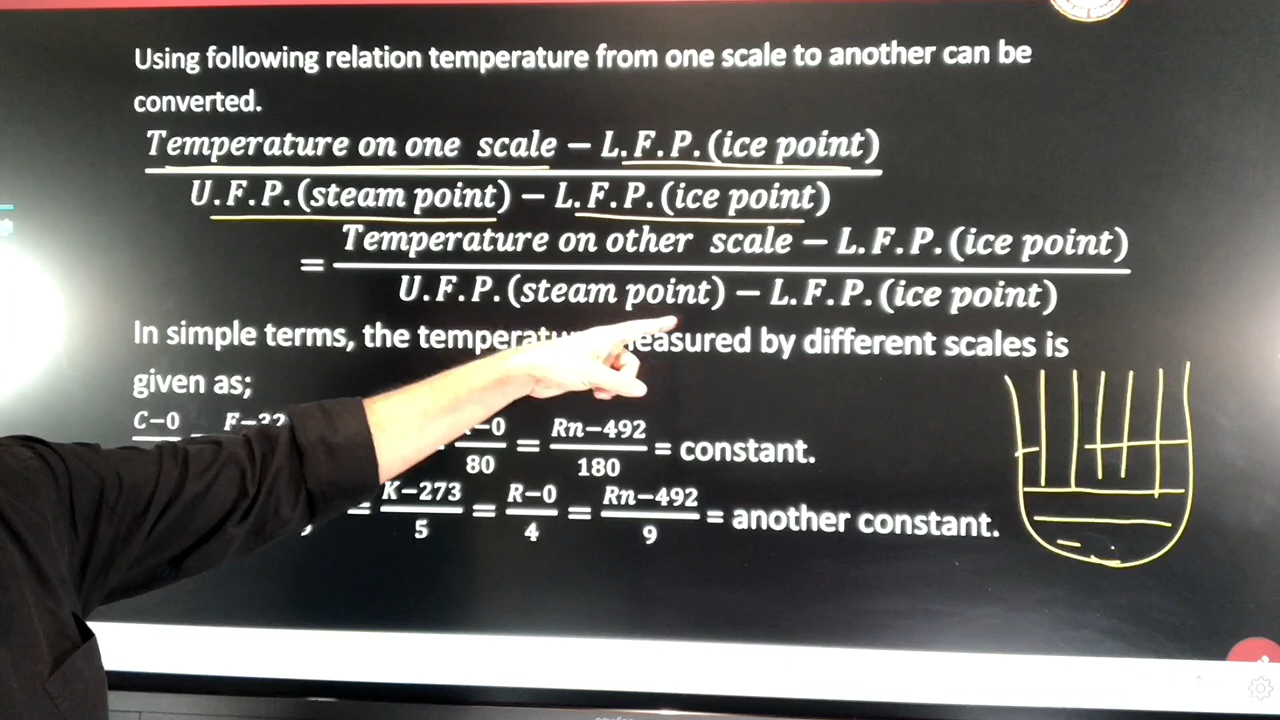 Using following relation temperature from one scale to another can be
converted.
Temperature on one scale − L.F.P.(ice point)
U.F.P.(steam point) − L.F.P.(ice point)
Temperature on other scale − L.F.P.(ice point)
=
U.F.P.(steam point) − L.F.P.(ice point)
In simple terms, the measured by different scales is
given as;
C−0 −0 = Rn−492 = constant.
80 180
= K−273 = R−0 = Rn−492 = another constant.
5 4 9